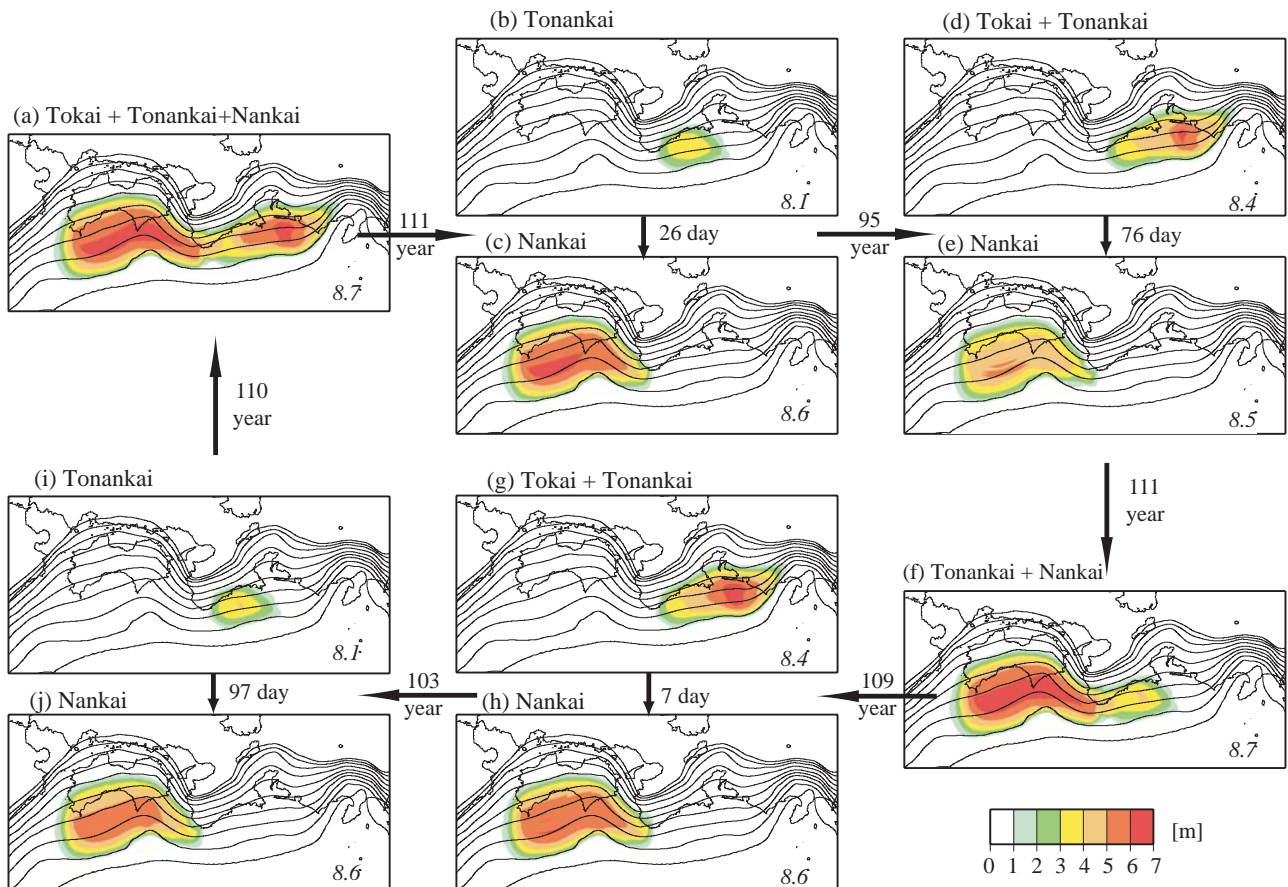 (b) Tonankai
(d) Tokai + Tonankai
(a) Tokai + Tonankai+Nankai
8.1
8.4
111
year
26 day
95
year
76 day
(c) Nankai
(e) Nankai
8.7
8.6
8.5
110
year
(i) Tonankai
(g) Tokai + Tonankai
111
year
(f) Tonankai + Nankai
8.1
8.4
97 day
103
year
7 day
109
year
(j) Nankai
(h) Nankai
8.7
8.6
8.6
[m]
0 1 2 3 4 5 6 7